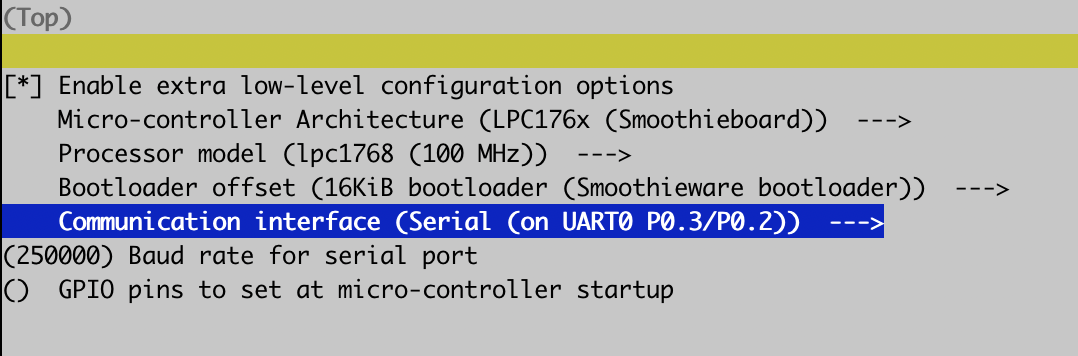 (Top)
[*] Enable extra low-level configuration options
Micro-controller Architecture (LPC176x (Smoothieboard)) --->
Processor model (lpc1768 (100 MHz)) --->
Bootloader offset (16KiB bootloader (Smoothieware bootloader)) --->
Communication interface (Serial (on UART0 P0.3/P0.2)) --->
(250000) Baud rate for serial port
() GPIO pins to set at micro-controller startup